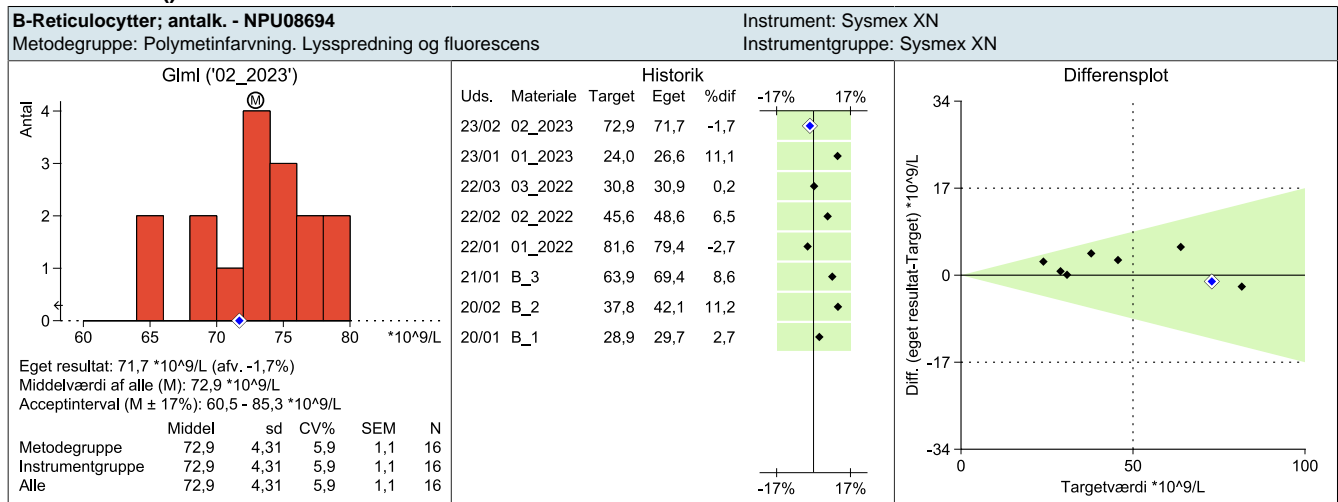 B-Reticulocytter; antalk. - NPU08694
Instrument: Sysmex XN
Metodegruppe: Polymetinfarvning. Lysspredning og fluorescens
Instrumentgruppe: Sysmex XN
Glml ('02_2023')
M
Antal
4
3
2
1
0
60 65 70 75 80 *10^9/L
Eget resultat: 71,7 *10^9/L (afv. -1,7%)
Middelværdi af alle (M): 72,9 *10^9/L
Acceptinterval (M ± 17%): 60,5 - 85,3 *10^9/L
Middel sd CV% SEM N
Metodegruppe 72,9 4,31 5,9 1,1 16
Instrumentgruppe 72,9 4,31 5,9 1,1 16
Alle 72,9 4,31 5,9 1,1 16
Historik
Uds. Materiale Target Eget %dif -17% 17%
23/02 02_2023 72,9 71,7 -1,7
23/01 01_2023 24,0 26,6 11,1
22/03 03_2022 30,8 30,9 0,2
22/02 02_2022 45,6 48,6 6,5
22/01 01_2022 81,6 79,4 -2,7
21/01 B_3 63,9 69,4 8,6
20/02 B_2 37,8 42,1 11,2
20/01 B_1 28,9 29,7 2,7
-17% 17%
Differensplot
Diff. (eget resultat-Target) *10^9/L
34
17
0
-17
-34
0 50 100
Targetværdi *10^9/L